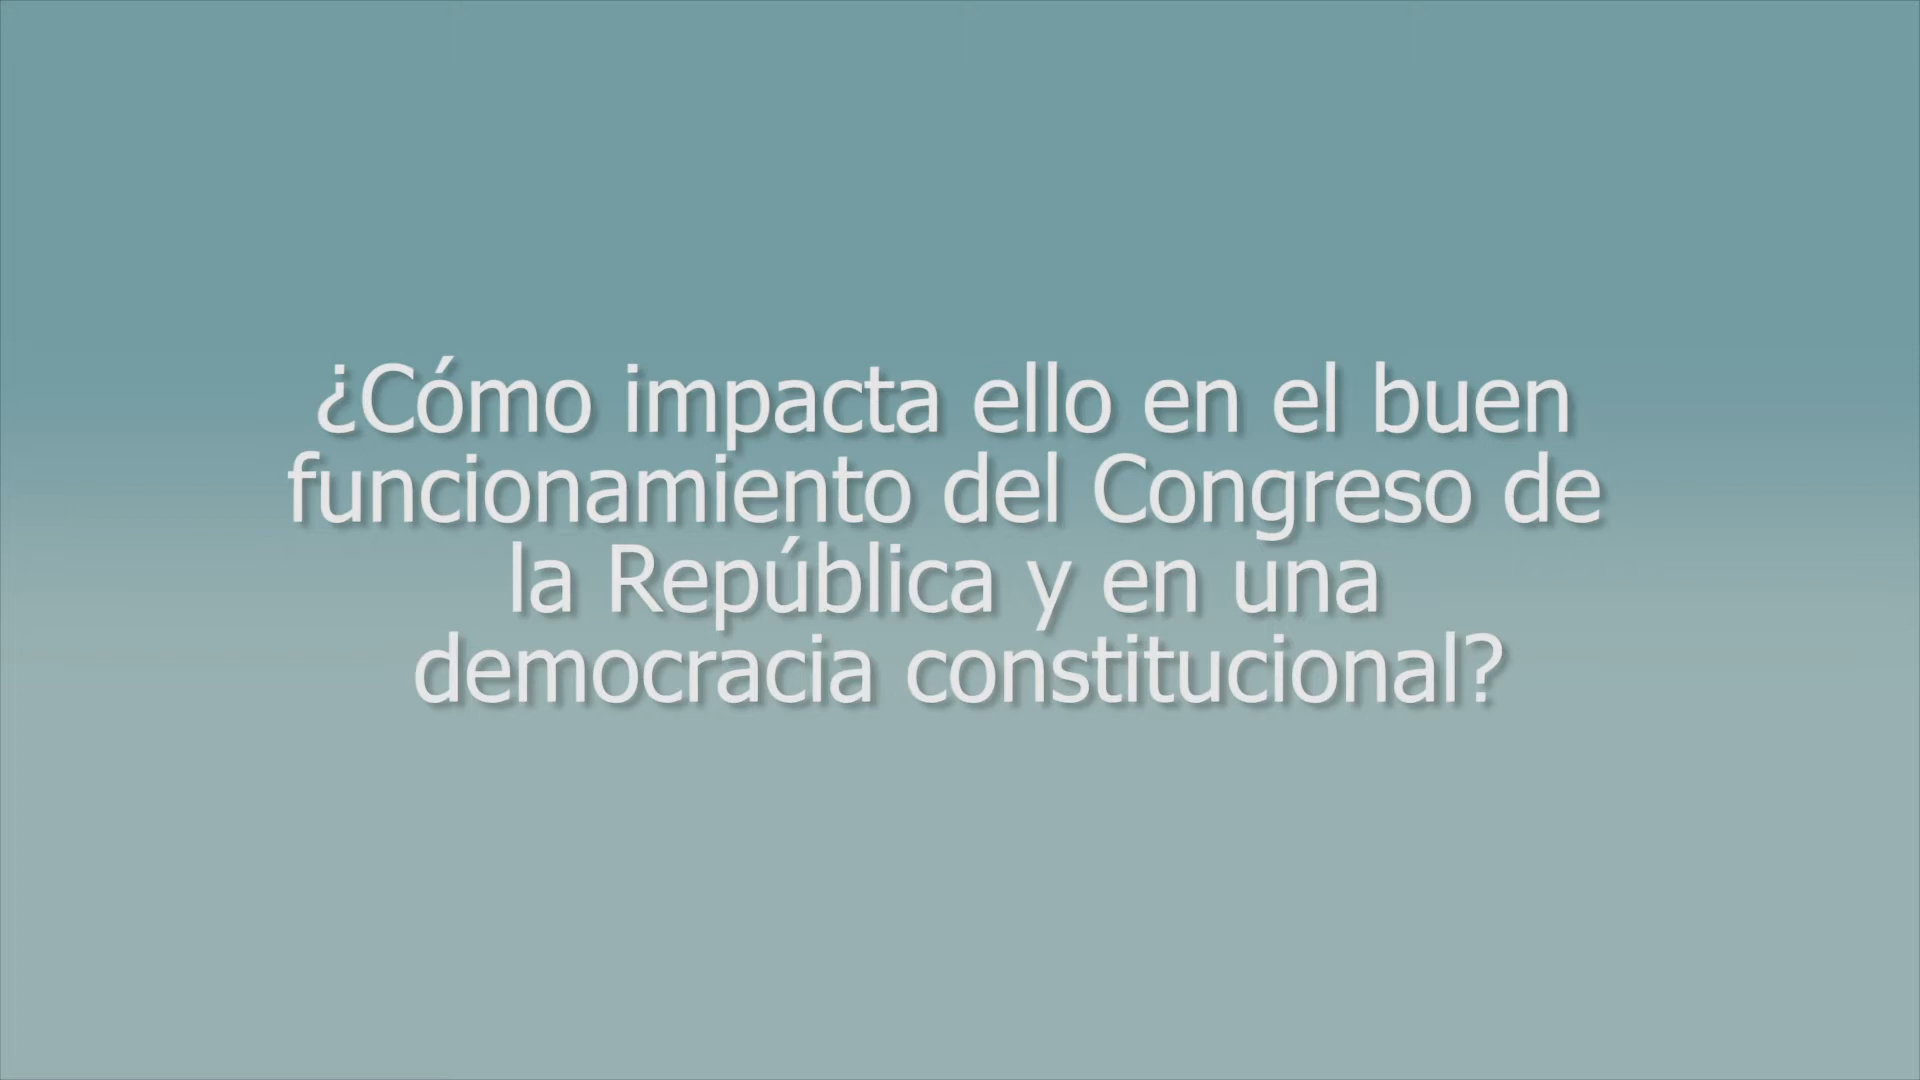 ¿Cómo impacta ello en el buen
funcionamiento del Congreso de
la República y en una
democracia constitucional?